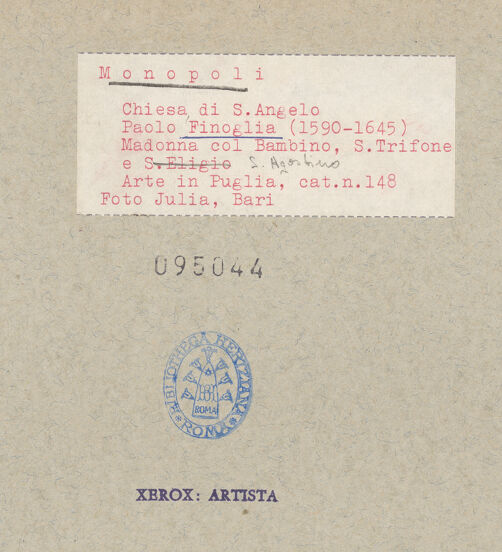 M o n o p o l i
Chiesa di S.Angelo
Paolo Finoglia (1590-1645)
Madonna col Bambino, S.Trifone
e S.Eligio S. Agostino
Arte in Puglia, cat.n.148
Foto Julia, Bari
095044
BIBLIOTHECA HERTZIANA
ROMA
*ROMA*
XEROX: ARTISTA